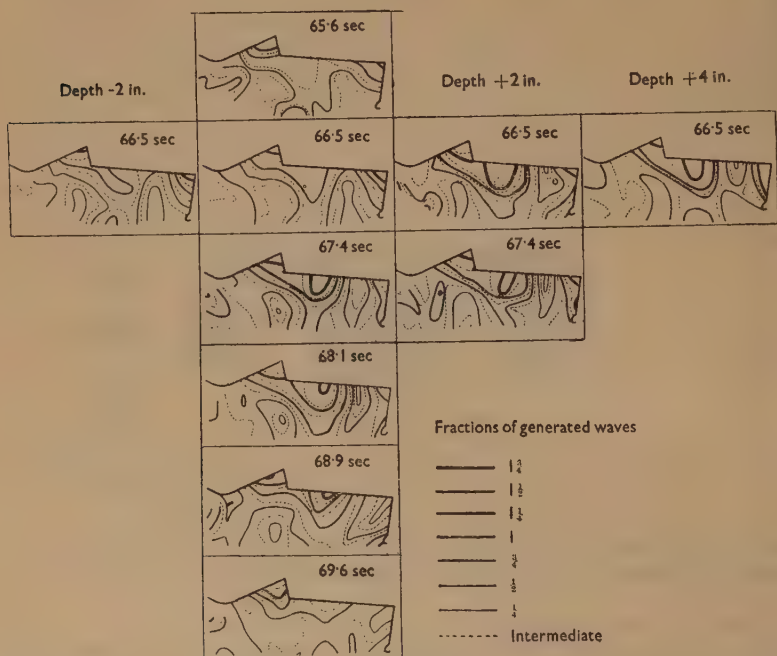 65·6 sec
Depth -2 in.
Depth +2 in.
Depth +4 in.
66·5 sec
66·5 sec
66·5 sec
66·5 sec
67·4 sec
67·4 sec
68·1 sec
68·9 sec
69·6 sec
Fractions of generated waves
1¾
1½
1¼
1
¾
½
¼
Intermediate